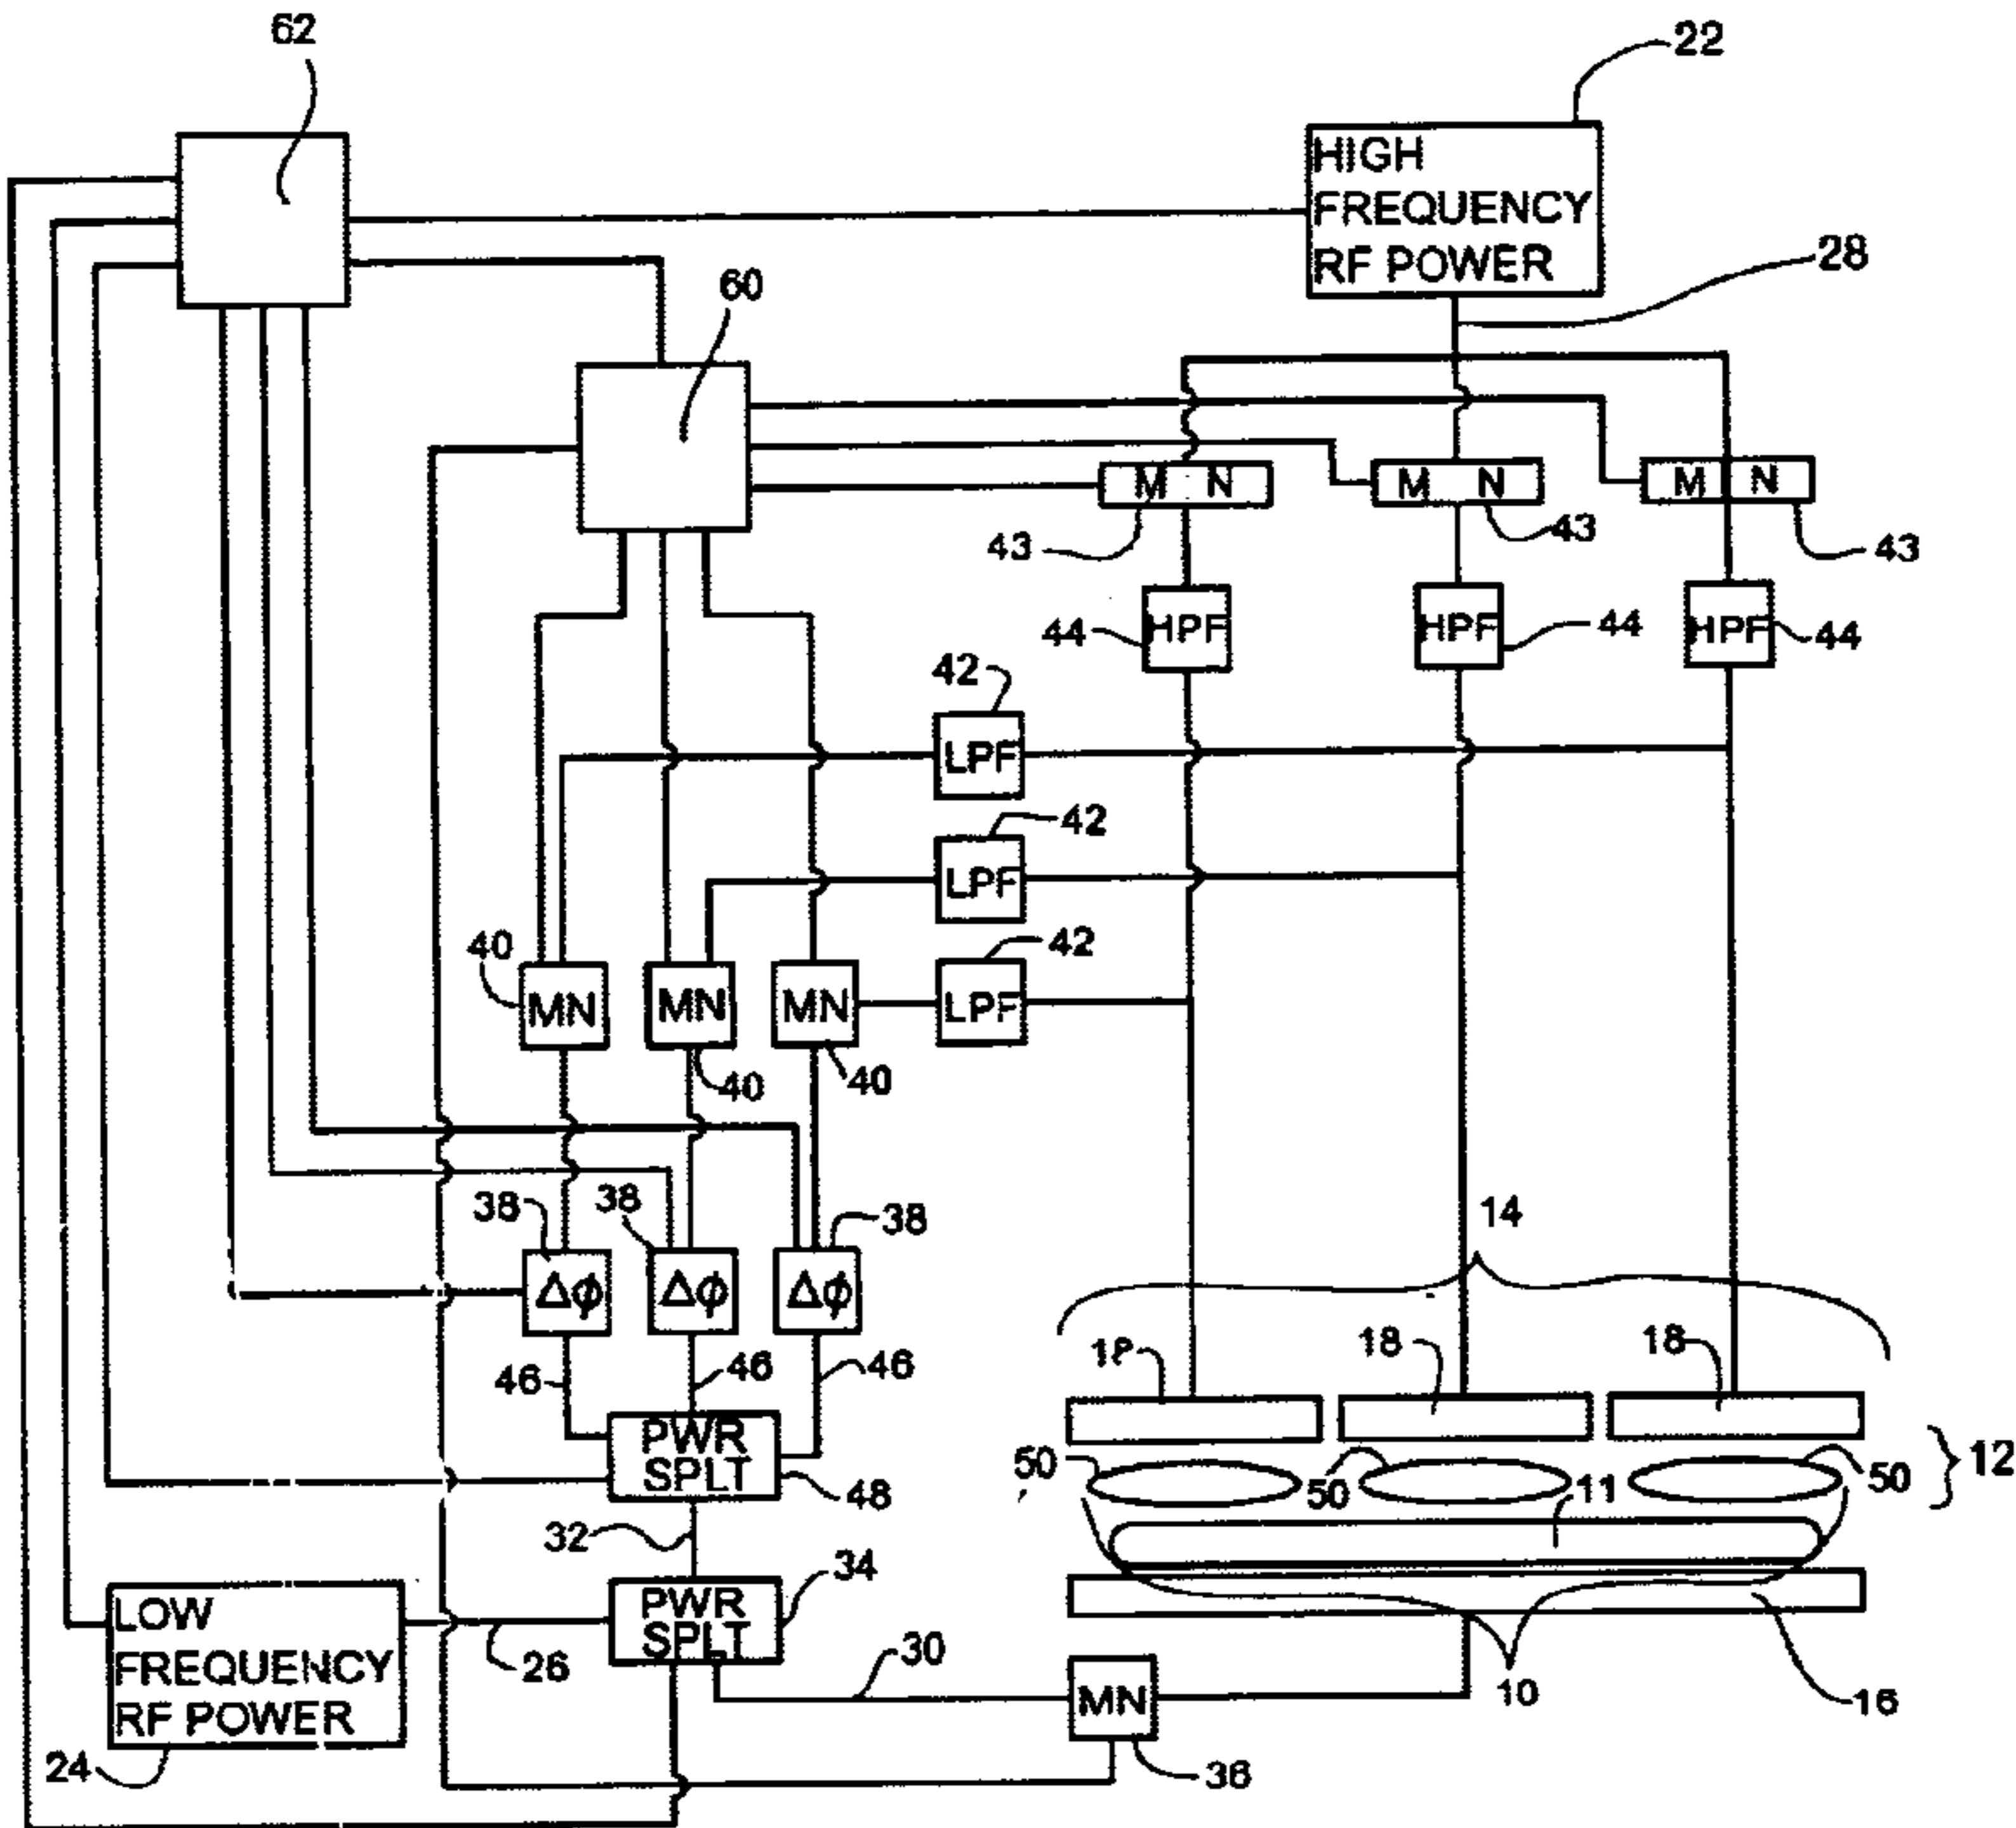 62
22
HIGH
FREQUENCY
RF POWER
28
60
M N
M N
M N
43
43
43
HPF
HPF
HPF
44
44
44
42
LPF
42
LPF
42
LPF
40
MN
MN
MN
40
40
38
38
38
Δϕ
Δϕ
Δϕ
14
46
46
46
18
18
18
PWR
SPLT
48
50
50
11
50
12
32
34
PWR
SPLT
LOW
FREQUENCY
RF POWER
26
30
MN
10
16
24
36